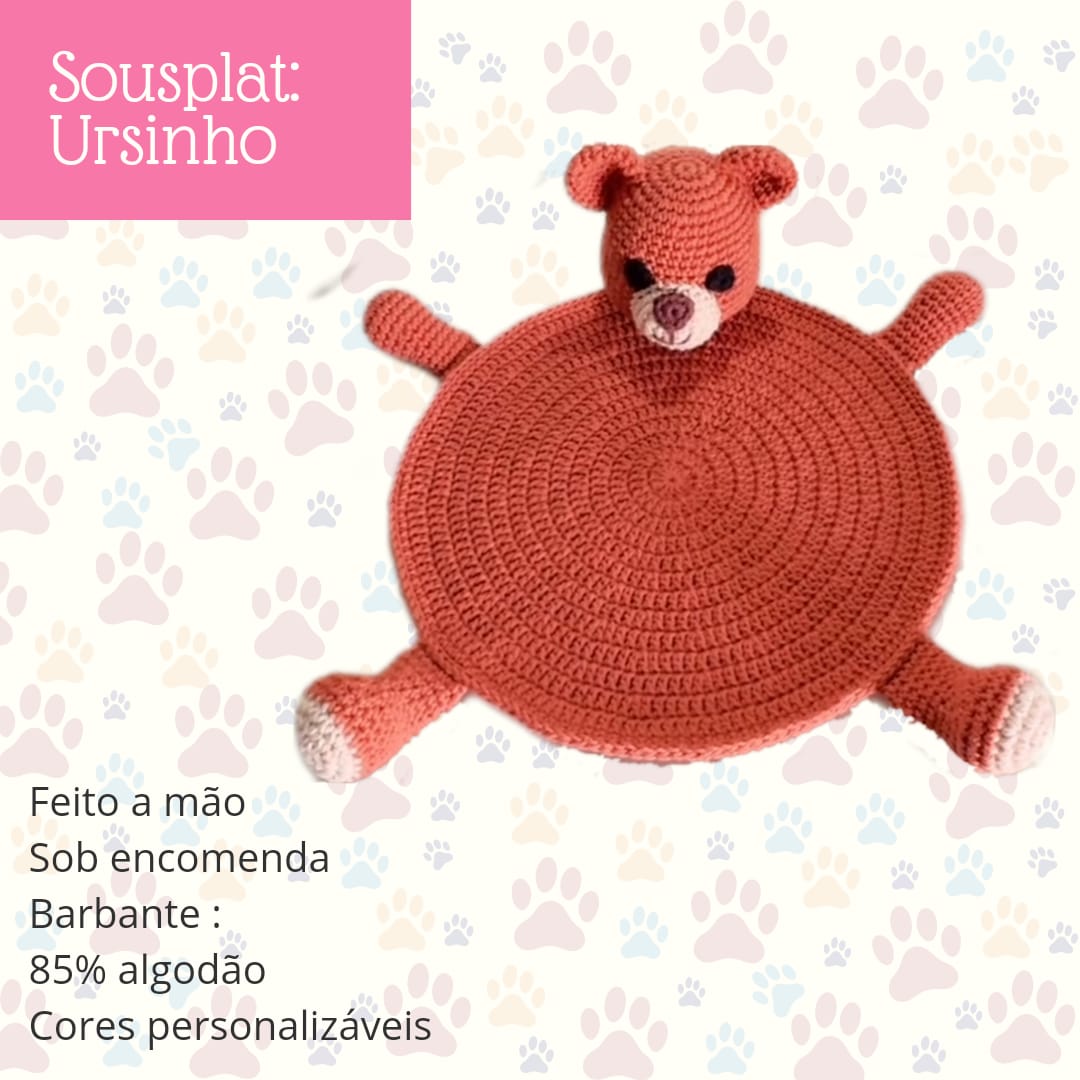 Sousplat:
Ursinho
Feito a mão
Sob encomenda
Barbante :
85% algodão
Cores personalizáveis